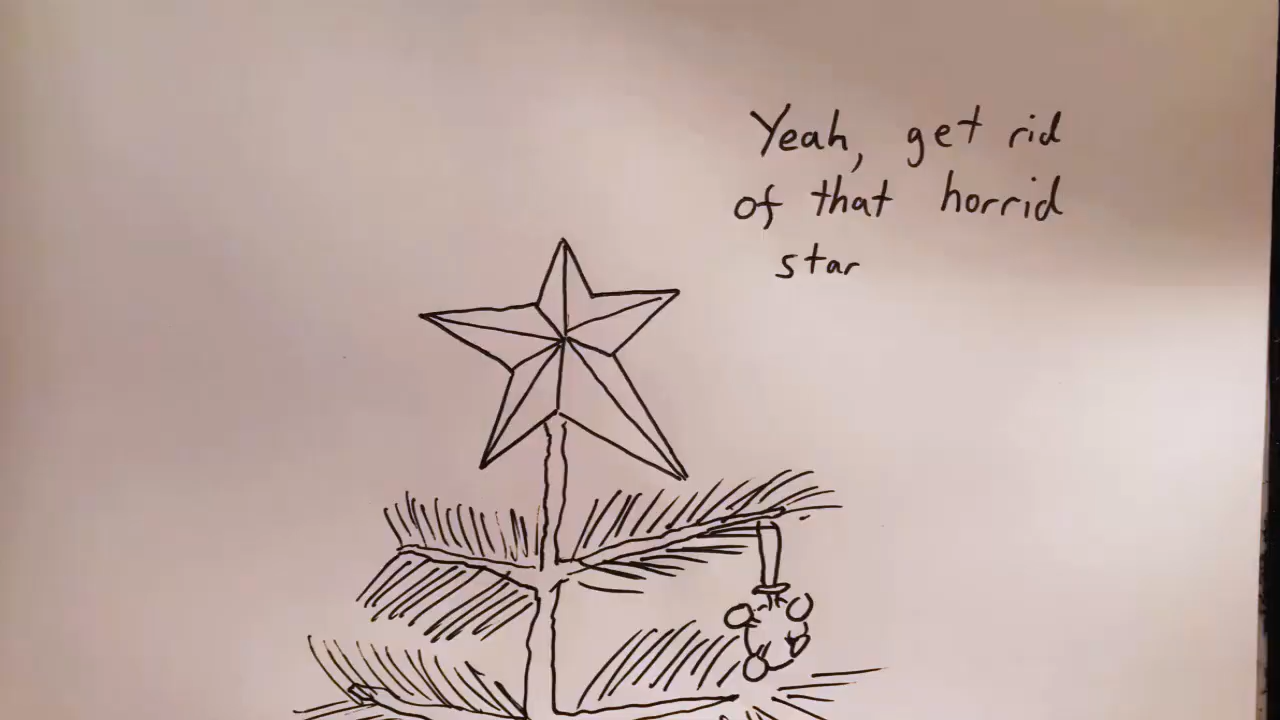 Yeah, get rid
of that horrid
star